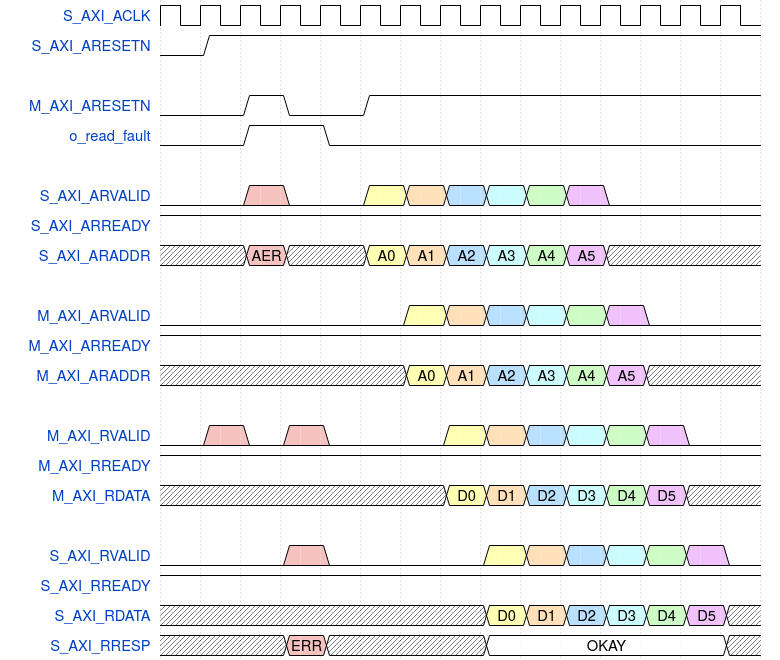 S_AXI_ACLK
S_AXI_ARESETN
M_AXI_ARESETN
o_read_fault
S_AXI_ARVALID
S_AXI_ARREADY
S_AXI_ARADDR AER A0 A1 A2 A3 A4 A5
M_AXI_ARVALID
M_AXI_ARREADY
M_AXI_ARADDR A0 A1 A2 A3 A4 A5
M_AXI_RVALID
M_AXI_RREADY
M_AXI_RDATA D0 D1 D2 D3 D4 D5
S_AXI_RVALID
S_AXI_RREADY
S_AXI_RDATA D0 D1 D2 D3 D4 D5
S_AXI_RRESP ERR OKAY